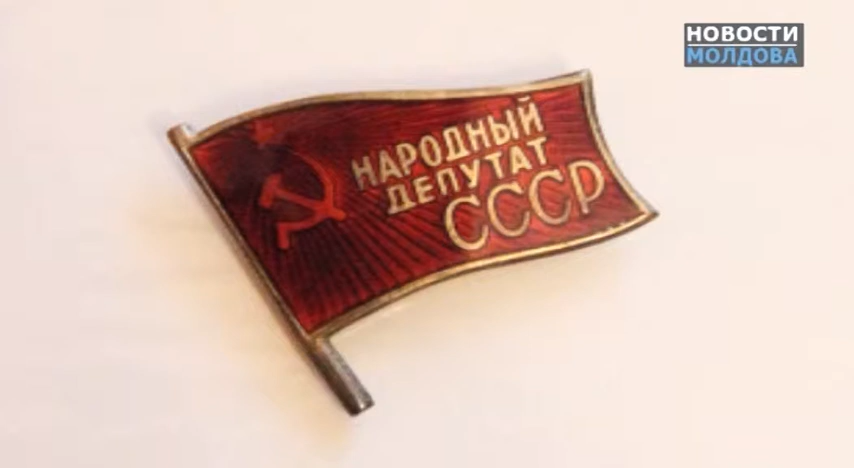 НОВОСТИ
МОЛДОВА
НАРОДНЫЙ
ДЕПУТАТ
СССР